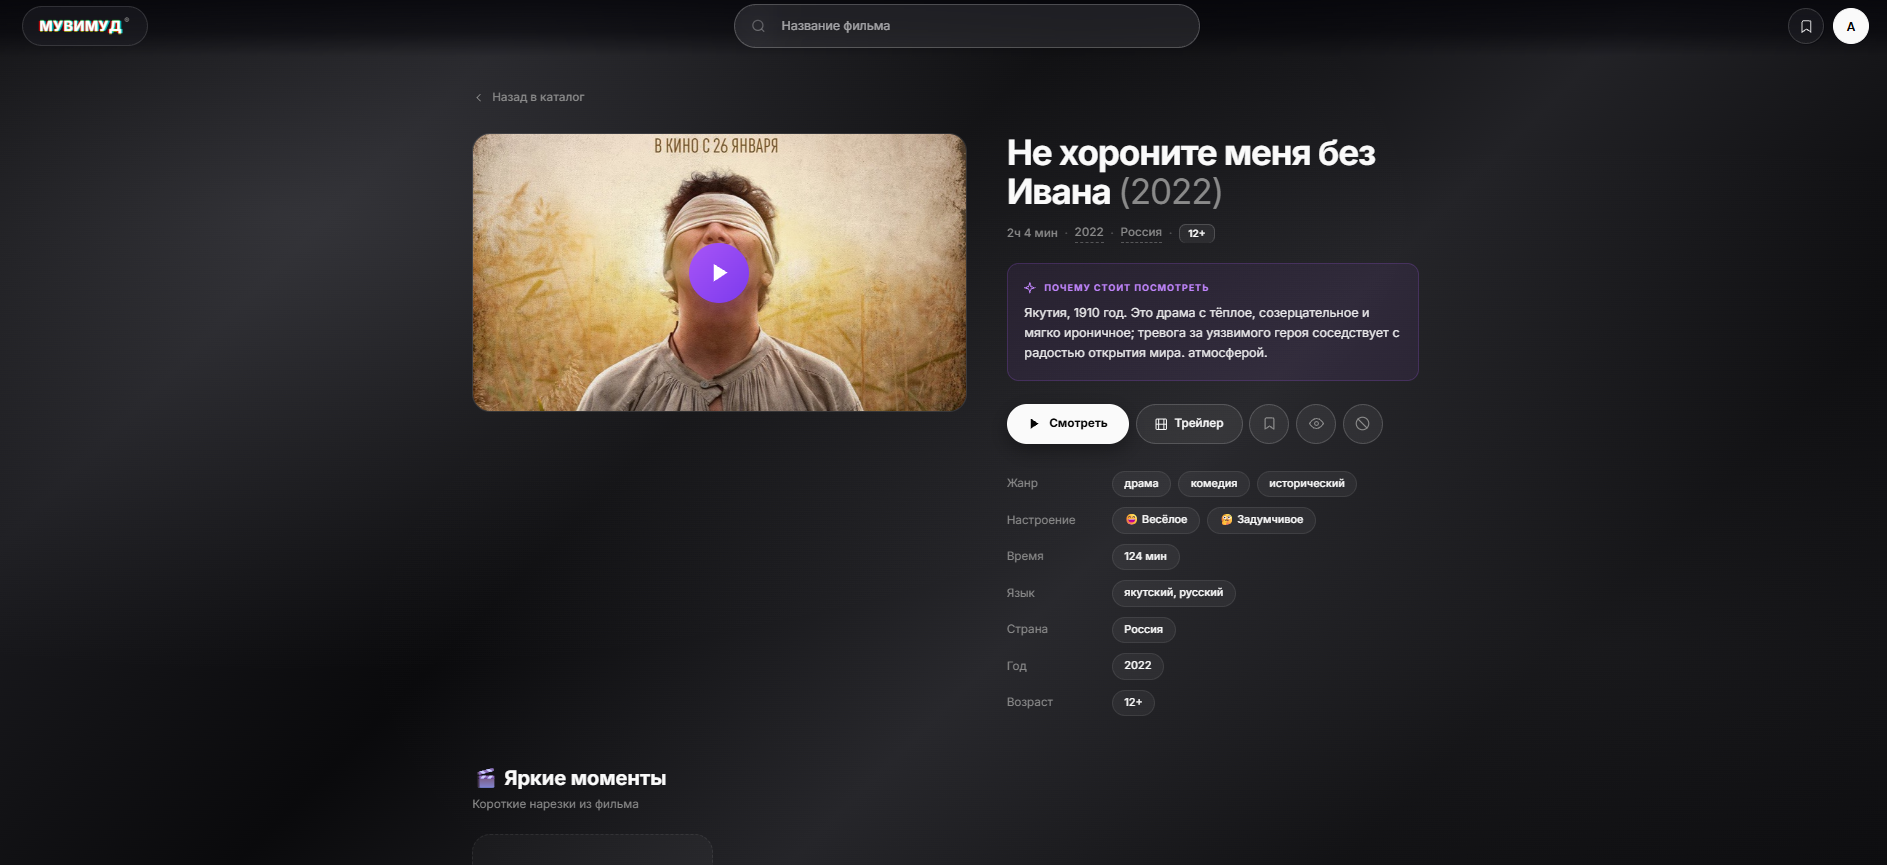 МУВИМУД
Название фильма
A
Назад в каталог
В КИНО С 26 ЯНВАРЯ
Не хороните меня без
Ивана (2022)
2ч 4 мин · 2022 · Россия · 12+
ПОЧЕМУ СТОИТ ПОСМОТРЕТЬ
Якутия, 1910 год. Это драма с тёплое, созерцательное и
мягко ироничное; тревога за уязвимого героя соседствует с
радостью открытия мира. атмосферой.
Смотреть
Трейлер
Жанр драма комедия исторический
Настроение Весёлое Задумчивое
Время 124 мин
Язык якутский, русский
Страна Россия
Год 2022
Возраст 12+
Яркие моменты
Короткие нарезки из фильма